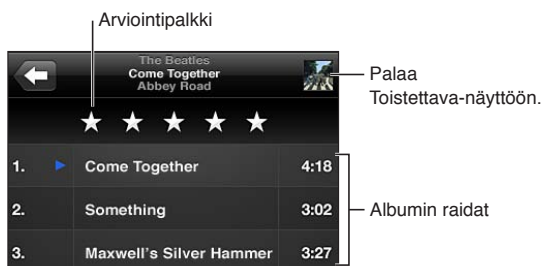 Arviointipalkki
The Beatles
Come Together
Abbey Road
Palaa
Toistettava-näyttöön.
1. Come Together 4:18
2. Something 3:02
Albumin raidat
3. Maxwell's Silver Hammer 3:27